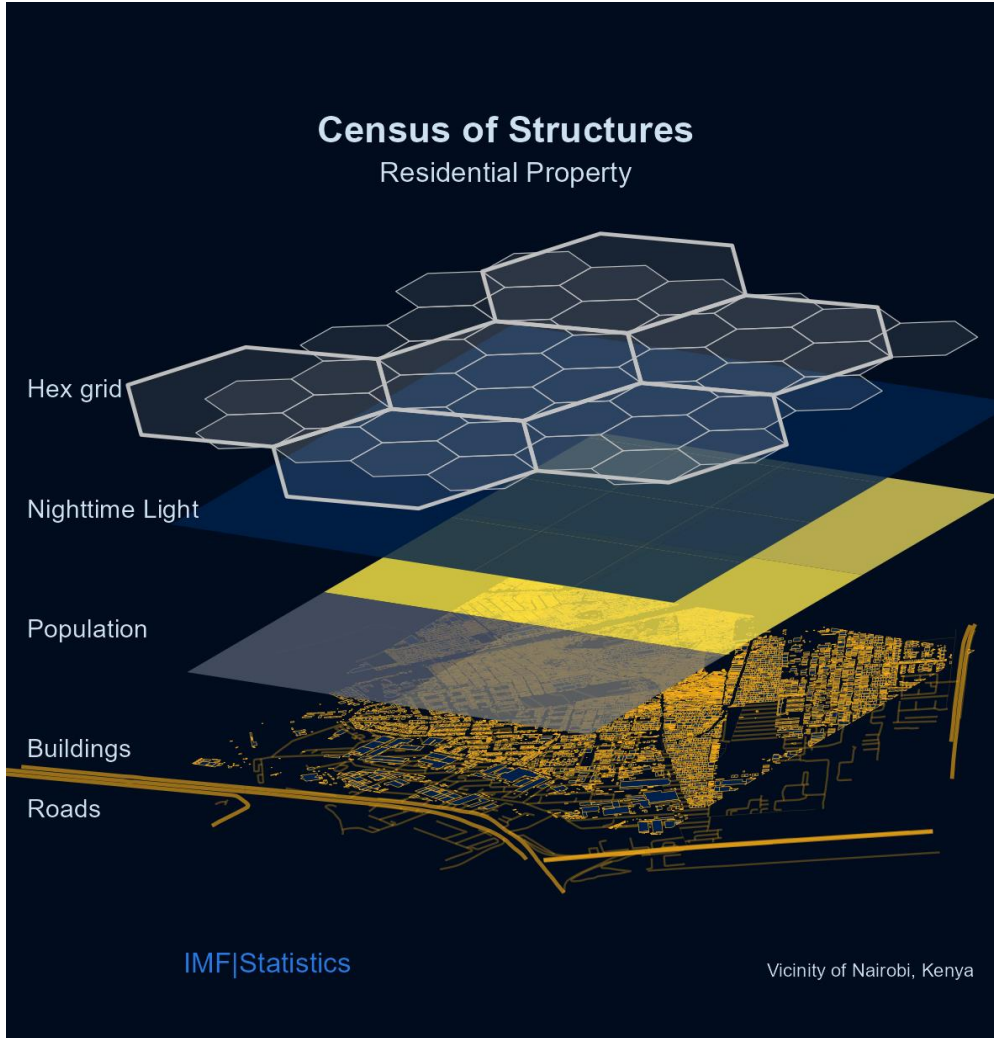 Census of Structures
Residential Property
Hex grid
Nighttime Light
Population
Buildings
Roads
IMF|Statistics
Vicinity of Nairobi, Kenya